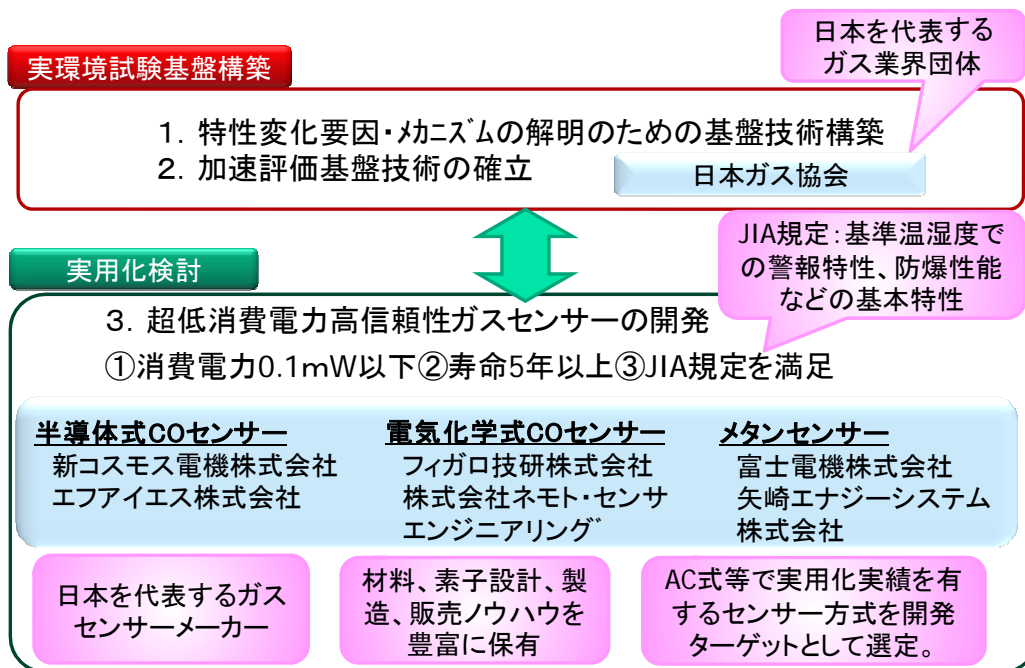 日本を代表する
ガス業界団体
実環境試験基盤構築
1．特性変化要因・ﾒｶﾆｽﾞﾑの解明のための基盤技術構築
2．加速評価基盤技術の確立
日本ガス協会
JIA規定：基準温湿度で
の警報特性、防爆性能
などの基本特性
実用化検討
3．超低消費電力高信頼性ガスセンサーの開発
①消費電力0.1mW以下②寿命5年以上③JIA規定を満足
半導体式COセンサー
新コスモス電機株式会社
エフアイエス株式会社
電気化学式COセンサー
フィガロ技研株式会社
株式会社ネモト・センサ
エンジニアリンク゛
メタンセンサー
富士電機株式会社
矢崎エナジーシステム
株式会社
日本を代表するガス
センサーメーカー
材料、素子設計、製
造、販売ノウハウを
豊富に保有
AC式等で実用化実績を有
するセンサー方式を開発
ターゲットとして選定。